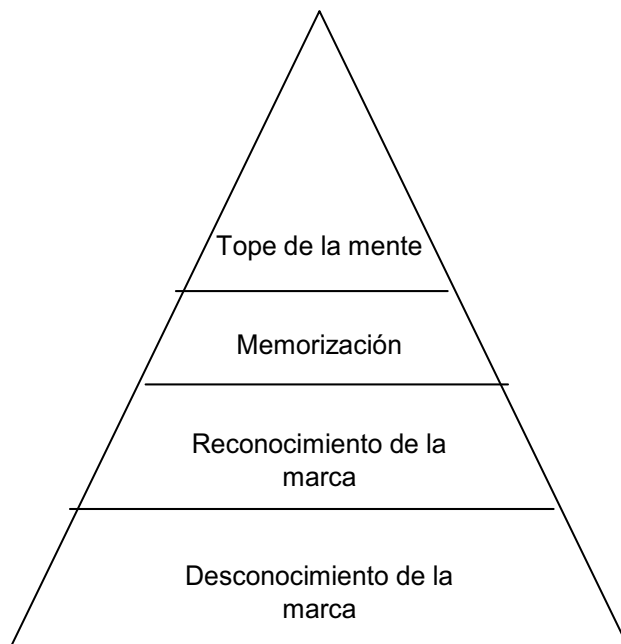 Tope de la mente
Memorización
Reconocimiento de la
marca
Desconocimiento de la
marca